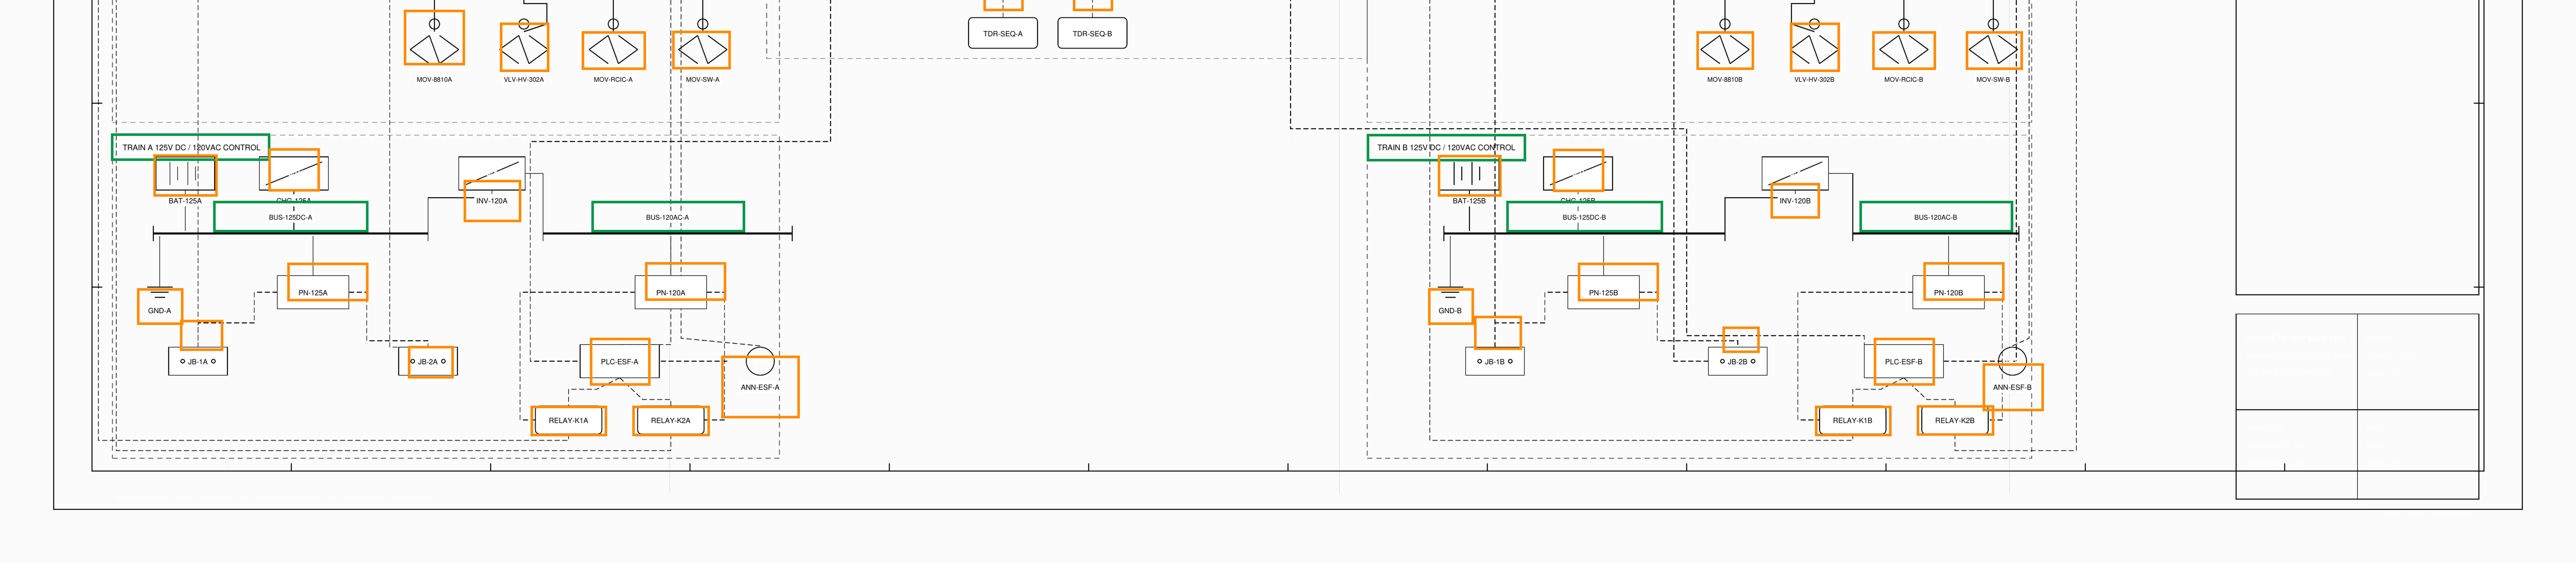 TDR-SEQ-A
TDR-SEQ-B
MOV-8810A
VLV-HV-302A
MOV-RCIC-A
MOV-SW-A
MOV-8810B
VLV-HV-302B
MOV-RCIC-B
MOV-SW-B
TRAIN A 125V DC / 120VAC CONTROL
TRAIN B 125V DC / 120VAC CONTROL
BAT-125A
CHG-125A
INV-120A
BAT-125B
CHG-125B
INV-120B
BUS-125DC-A
BUS-120AC-A
BUS-125DC-B
BUS-120AC-B
PN-125A
PN-120A
PN-125B
PN-120B
GND-A
GND-B
JB-1A
JB-2A
PLC-ESF-A
JB-1B
JB-2B
PLC-ESF-B
ANN-ESF-A
ANN-ESF-B
RELAY-K1A
RELAY-K2A
RELAY-K1B
RELAY-K2B